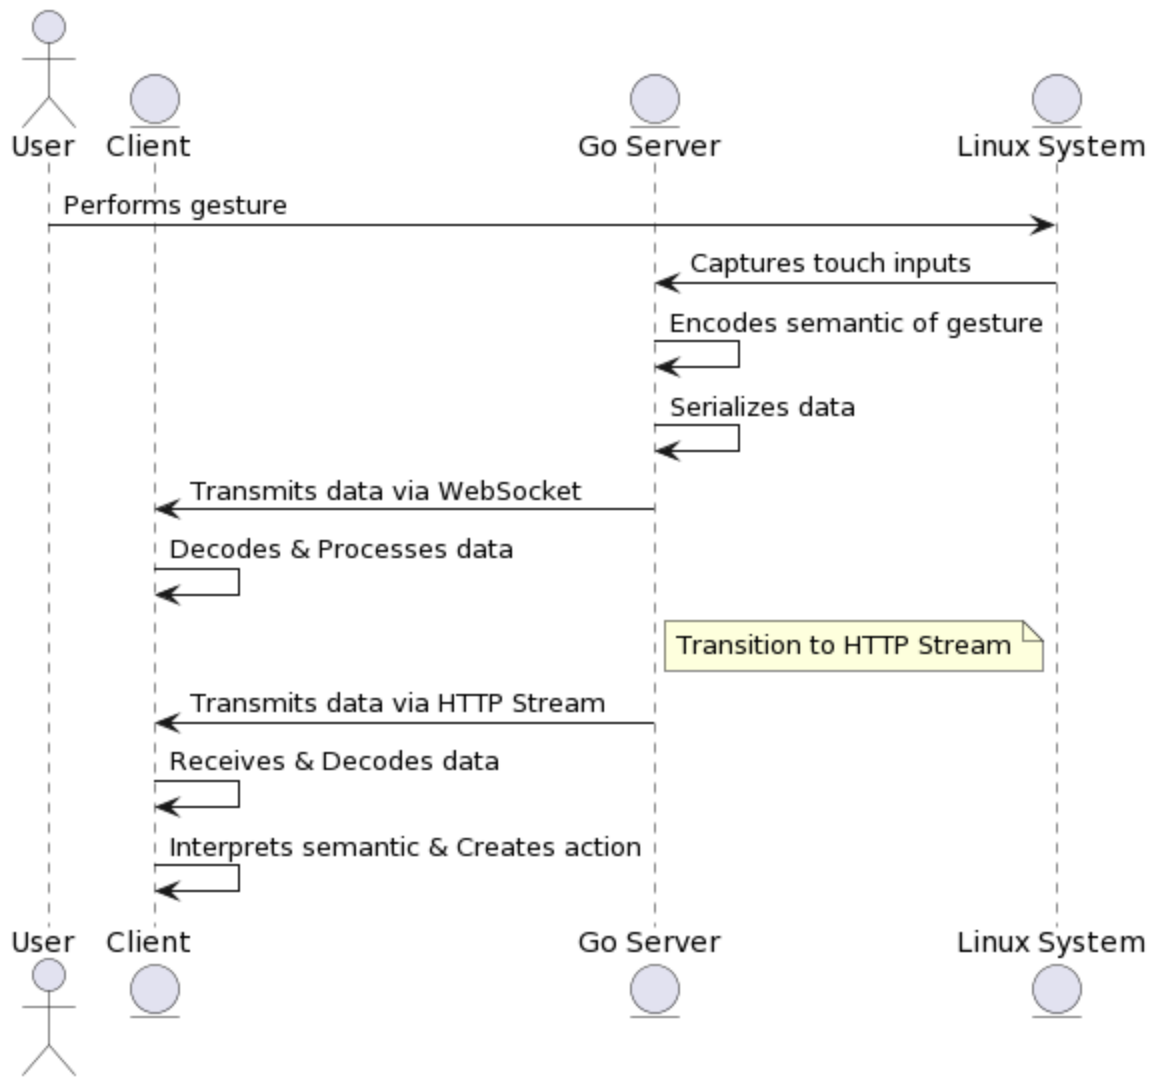 User
Client
Go Server
Linux System
Performs gesture
Captures touch inputs
Encodes semantic of gesture
Serializes data
Transmits data via WebSocket
Decodes & Processes data
Transition to HTTP Stream
Transmits data via HTTP Stream
Receives & Decodes data
Interprets semantic & Creates action
User
Client
Go Server
Linux System